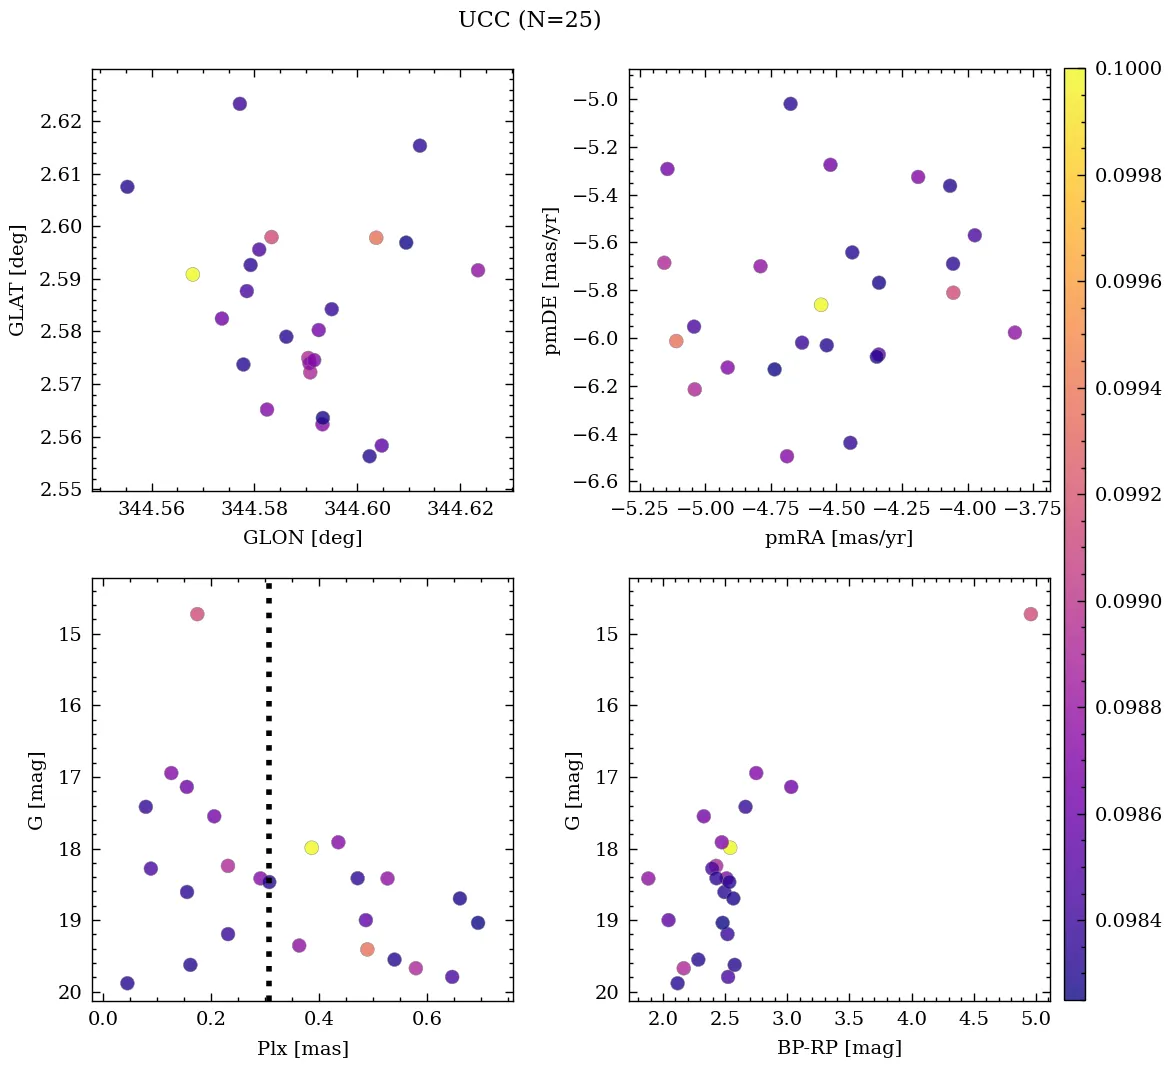 UCC (N=25)
2.62
2.61
2.60
2.59
2.58
2.57
2.56
2.55
GLAT [deg]
344.56 344.58 344.60 344.62
GLON [deg]
−5.0
−5.2
−5.4
−5.6
−5.8
−6.0
−6.2
−6.4
−6.6
pmDE [mas/yr]
−5.25 −5.00 −4.75 −4.50 −4.25 −4.00 −3.75
pmRA [mas/yr]
0.1000
0.0998
0.0996
0.0994
0.0992
0.0990
0.0988
0.0986
0.0984
15
16
17
18
19
20
G [mag]
0.0 0.2 0.4 0.6
Plx [mas]
15
16
17
18
19
20
G [mag]
2.0 2.5 3.0 3.5 4.0 4.5 5.0
BP-RP [mag]